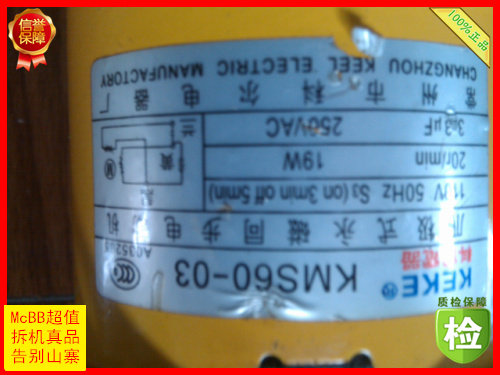 信誉
保障
100%正品
KEKE® KMS60-03
爪极式永磁同步电动机
110V 50Hz S3 (on 3min off 5min)
20r/min 19W
3.3μF 250VAC
M
黄
兰
常州市科尔电器厂
CHANGZHOU KEEL ELECTRIC MANUFACTORY
McBB超值
拆机真品
告别山寨
质检保障
检